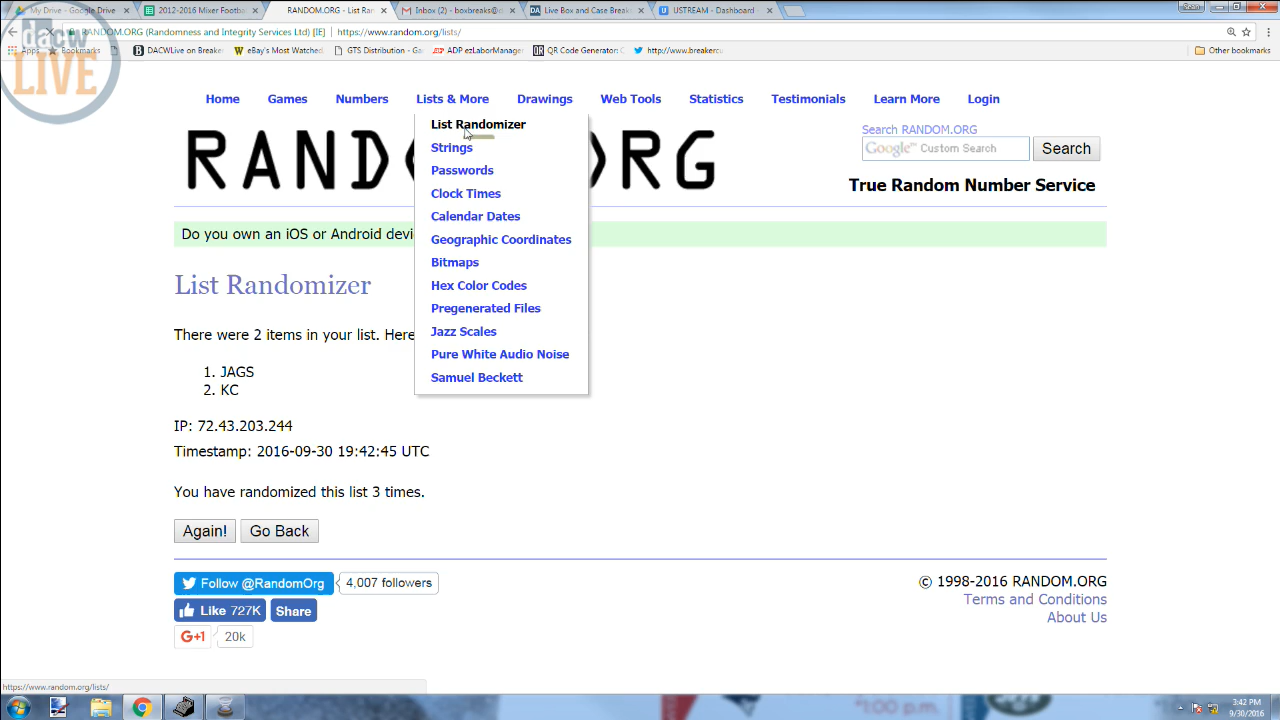 My Drive - Google Drive
2012-2016 Mixer Footba
RANDOM.ORG - List Ran
Inbox (2) - boxbreaks@
Live Box and Case Break
USTREAM - Dashboard
Sean
RANDOM.ORG (Randomness and Integrity Services Ltd) [IE]
https://www.random.org/lists/
Apps
Bookmarks
DACWLive on Breaker
eBay's Most Watched
GTS Distribution - Ga
ADP ezLaborManager
QR Code Generator:
http://www.breakercu
Other bookmarks
dacw
LIVE
Home
Games
Numbers
Lists & More
Drawings
Web Tools
Statistics
Testimonials
Learn More
Login
List Randomizer
Strings
Passwords
Clock Times
Calendar Dates
Geographic Coordinates
Bitmaps
Hex Color Codes
Pregenerated Files
Jazz Scales
Pure White Audio Noise
Samuel Beckett
RANDOM.ORG
Search RANDOM.ORG
Google™ Custom Search
Search
True Random Number Service
Do you own an iOS or Android devi
List Randomizer
There were 2 items in your list. Here
1. JAGS
2. KC
IP: 72.43.203.244
Timestamp: 2016-09-30 19:42:45 UTC
You have randomized this list 3 times.
Again!
Go Back
Follow @RandomOrg
4,007 followers
Like 727K
Share
G+1
20k
© 1998-2016 RANDOM.ORG
Terms and Conditions
About Us
https://www.random.org/lists/
*1:00 p.m.
3:42 PM
9/30/2016